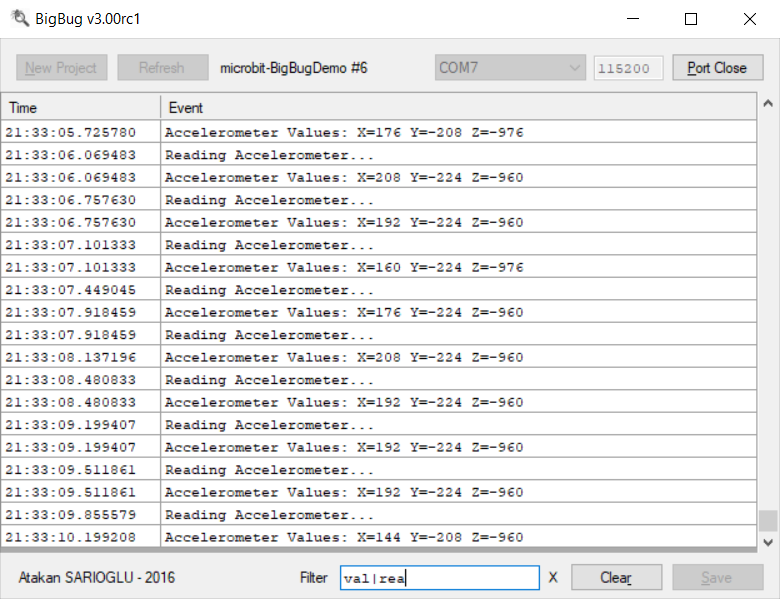 BigBug v3.00rc1
New Project Refresh microbit-BigBugDemo #6 COM7 115200 Port Close
Time Event
21:33:05.725780 Accelerometer Values: X=176 Y=-208 Z=-976
21:33:06.069483 Reading Accelerometer...
21:33:06.069483 Accelerometer Values: X=208 Y=-224 Z=-960
21:33:06.757630 Reading Accelerometer...
21:33:06.757630 Accelerometer Values: X=192 Y=-224 Z=-960
21:33:07.101333 Reading Accelerometer...
21:33:07.101333 Accelerometer Values: X=160 Y=-224 Z=-976
21:33:07.449045 Reading Accelerometer...
21:33:07.918459 Accelerometer Values: X=176 Y=-224 Z=-960
21:33:07.918459 Reading Accelerometer...
21:33:08.137196 Accelerometer Values: X=208 Y=-224 Z=-960
21:33:08.480833 Reading Accelerometer...
21:33:08.480833 Accelerometer Values: X=192 Y=-224 Z=-960
21:33:09.199407 Reading Accelerometer...
21:33:09.199407 Accelerometer Values: X=192 Y=-224 Z=-960
21:33:09.511861 Reading Accelerometer...
21:33:09.511861 Accelerometer Values: X=192 Y=-224 Z=-960
21:33:09.855579 Reading Accelerometer...
21:33:10.199208 Accelerometer Values: X=144 Y=-208 Z=-960
Atakan SARIOGLU - 2016 Filter val|rea X Clear Save